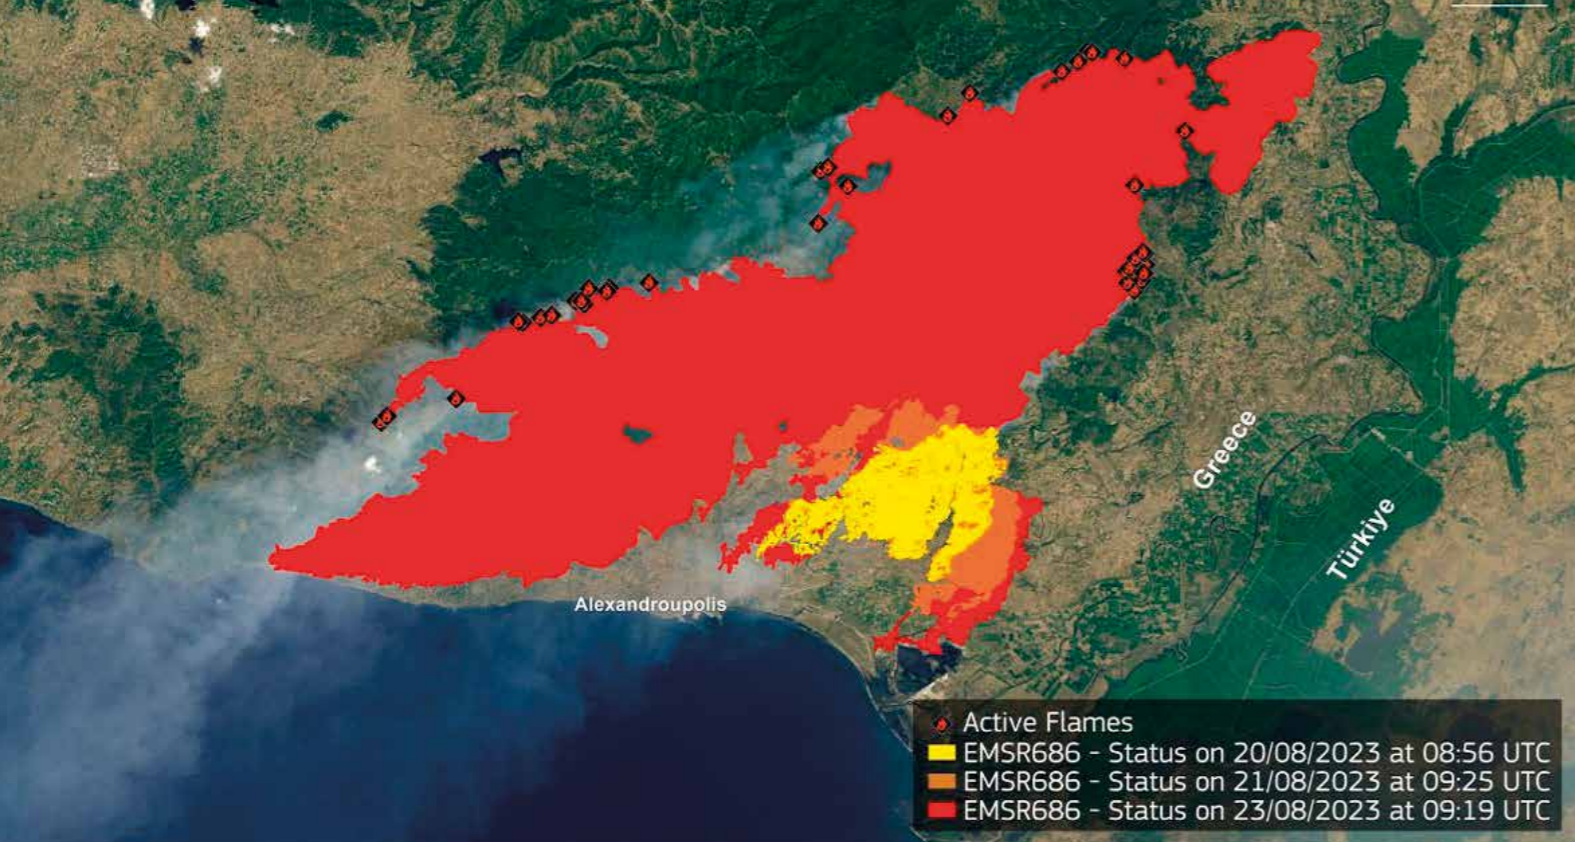 Greece
Türkiye
Alexandroupolis
Active Flames
EMSR686 - Status on 20/08/2023 at 08:56 UTC
EMSR686 - Status on 21/08/2023 at 09:25 UTC
EMSR686 - Status on 23/08/2023 at 09:19 UTC